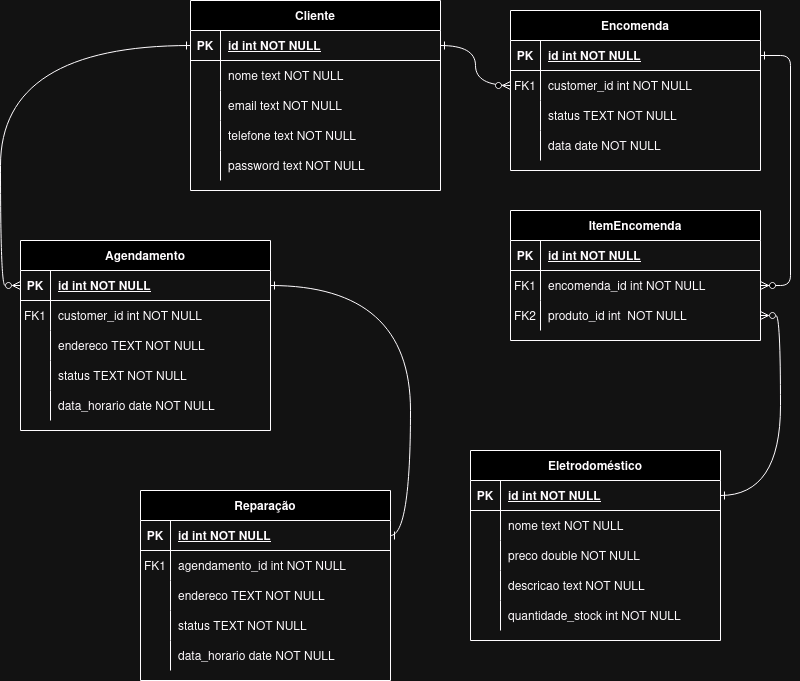 Cliente
PK id int NOT NULL
nome text NOT NULL
email text NOT NULL
telefone text NOT NULL
password text NOT NULL
Encomenda
PK id int NOT NULL
FK1 customer_id int NOT NULL
status TEXT NOT NULL
data date NOT NULL
ItemEncomenda
PK id int NOT NULL
FK1 encomenda_id int NOT NULL
FK2 produto_id int  NOT NULL
Agendamento
PK id int NOT NULL
FK1 customer_id int NOT NULL
endereco TEXT NOT NULL
status TEXT NOT NULL
data_horario date NOT NULL
Eletrodoméstico
PK id int NOT NULL
nome text NOT NULL
preco double NOT NULL
descricao text NOT NULL
quantidade_stock int NOT NULL
Reparação
PK id int NOT NULL
FK1 agendamento_id int NOT NULL
endereco TEXT NOT NULL
status TEXT NOT NULL
data_horario date NOT NULL